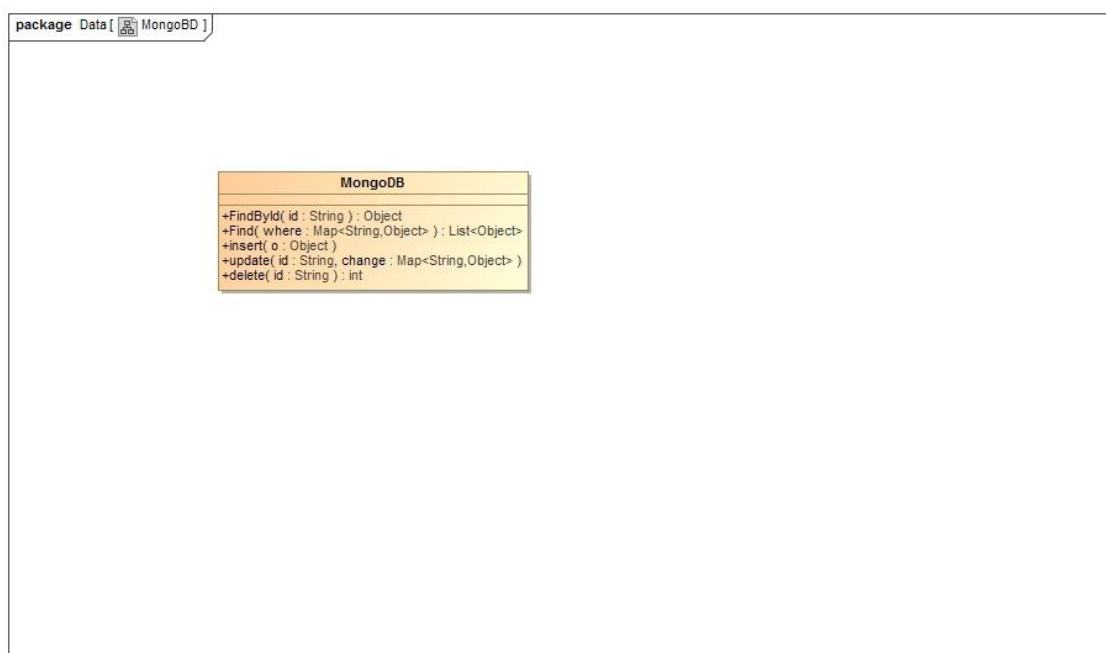 package Data [ MongoBD ]
MongoDB
+FindById( id : String ) : Object
+Find( where : Map<String,Object> ) : List<Object>
+insert( o : Object )
+update( id : String, change : Map<String,Object> )
+delete( id : String ) : int